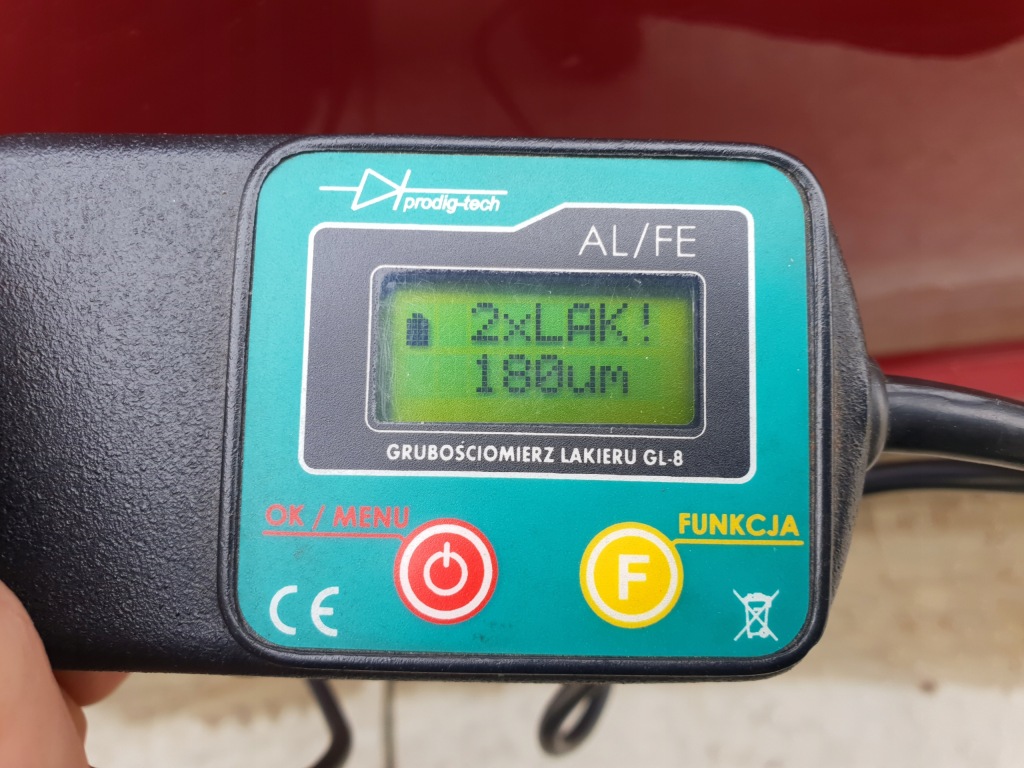 prodig-tech
AL/FE
2xLAK!
180um
GRUBOŚCIOMIERZ LAKIERU GL-8
OK / MENU
FUNKCJA
F
CE